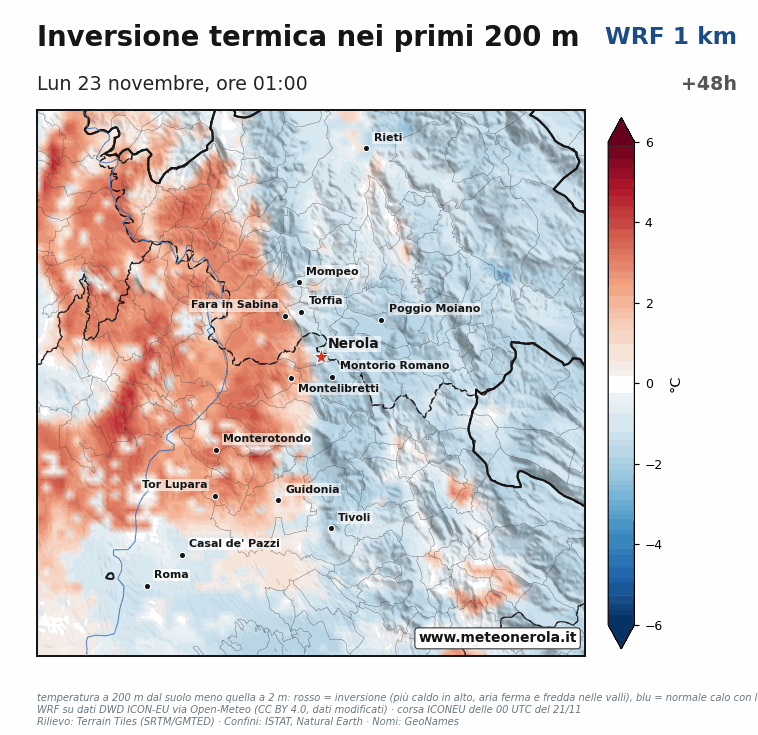 Inversione termica nei primi 200 m WRF 1 km
Lun 23 novembre, ore 01:00 +48h
Rieti
Mompeo
Toffia
Fara in Sabina
Poggio Moiano
Nerola
Montorio Romano
Montelibretti
Monterotondo
Tor Lupara
Guidonia
Tivoli
Casal de' Pazzi
Roma
www.meteonerola.it
6
4
2
0
−2
−4
−6
°C
temperatura a 200 m dal suolo meno quella a 2 m: rosso = inversione (più caldo in alto, aria ferma e fredda nelle valli), blu = normale calo con l
WRF su dati DWD ICON-EU via Open-Meteo (CC BY 4.0, dati modificati) · corsa ICONEU delle 00 UTC del 21/11
Rilievo: Terrain Tiles (SRTM/GMTED) · Confini: ISTAT, Natural Earth · Nomi: GeoNames